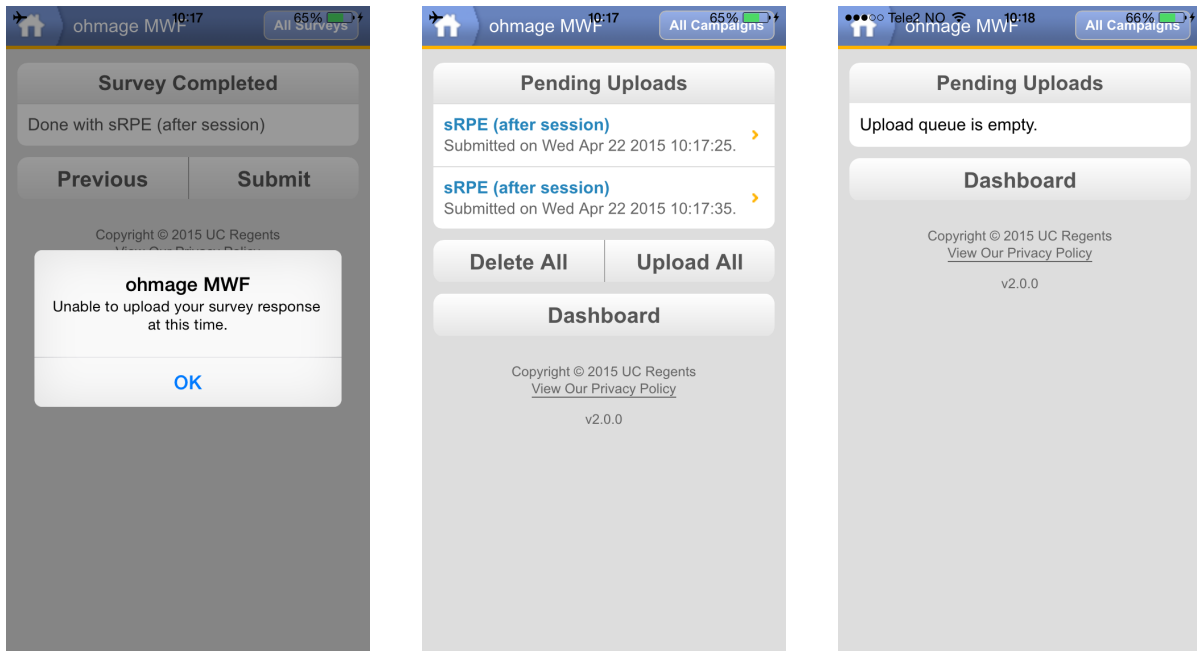 10:17
65%
ohmage MWF
All Surveys
Survey Completed
Done with sRPE (after session)
Previous
Submit
Copyright © 2015 UC Regents
View Our Privacy Policy
ohmage MWF
Unable to upload your survey response
at this time.
OK
10:17
65%
ohmage MWF
All Campaigns
Pending Uploads
sRPE (after session)
Submitted on Wed Apr 22 2015 10:17:25.
sRPE (after session)
Submitted on Wed Apr 22 2015 10:17:35.
Delete All
Upload All
Dashboard
Copyright © 2015 UC Regents
View Our Privacy Policy
v2.0.0
Tele2 NO
10:18
66%
ohmage MWF
All Campaigns
Pending Uploads
Upload queue is empty.
Dashboard
Copyright © 2015 UC Regents
View Our Privacy Policy
v2.0.0